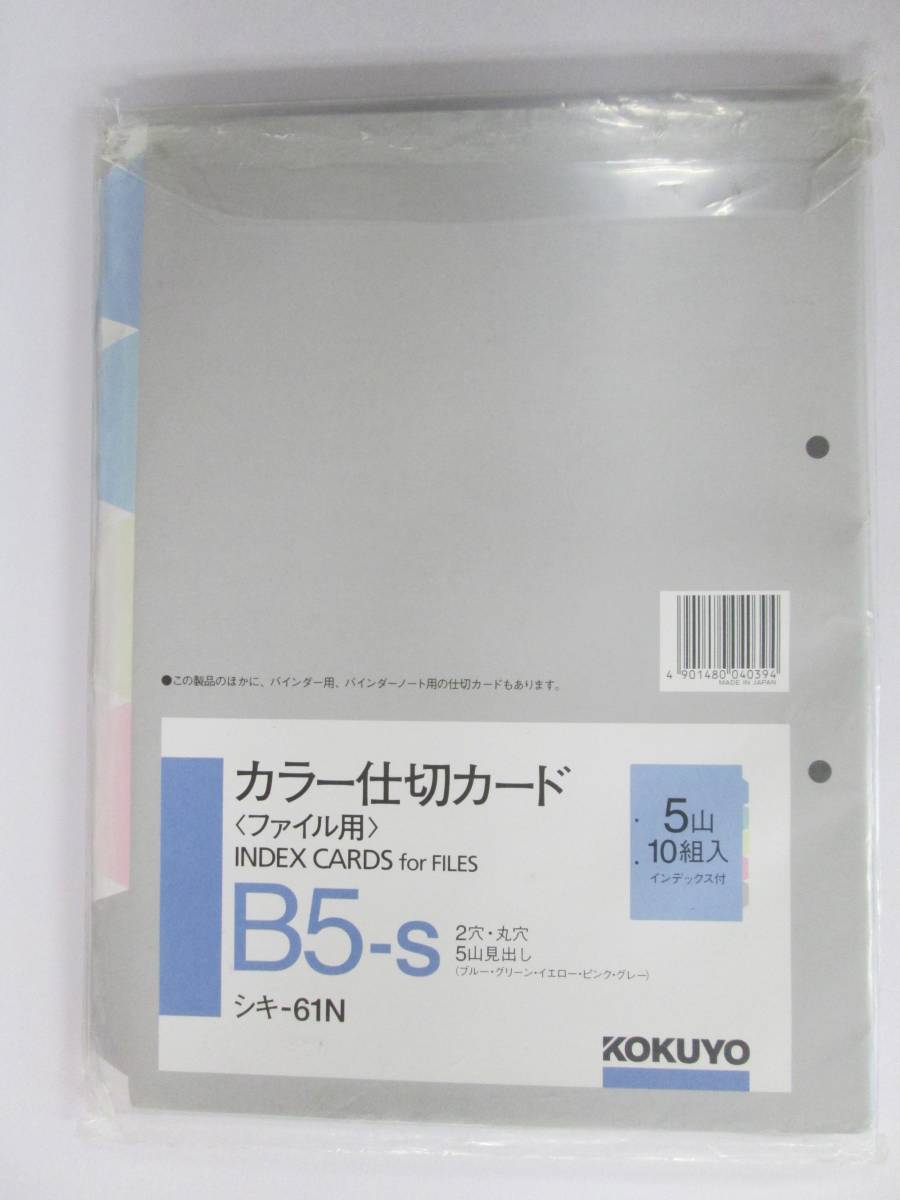 4 901480 040394
MADE IN JAPAN
●この製品のほかに、バインダー用、バインダーノート用の仕切カードもあります。
カラー仕切カード
〈ファイル用〉
INDEX CARDS for FILES
B5-S
2穴・丸穴
5山見出し
(ブルー・グリーン・イエロー・ピンク・グレー)
シキ-61N
5山
10組入
インデックス付
KOKUYO